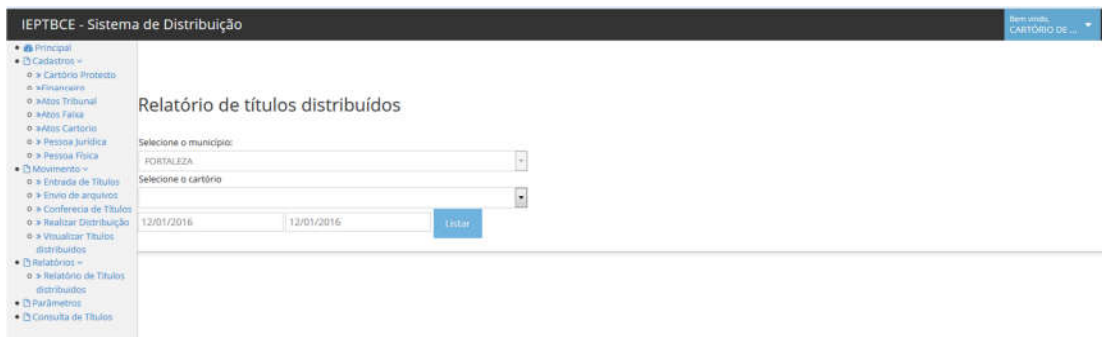 IEPTBCE - Sistema de Distribuição
Bem vindo,
CARTÓRIO DE ...
Principal
Cadastros
» Cartório Protesto
»Financeiro
»Atos Tribunal
»Atos Faixa
»Atos Cartorio
» Pessoa Jurídica
» Pessoa Física
Movimento
» Entrada de Títulos
» Envio de arquivos
» Conferecia de Títulos
» Realizar Distribuição
» Visualizar Títulos
distribuidos
Relatórios
» Relatório de Títulos
distribuidos
Parâmetros
Consulta de Títulos
Relatório de títulos distribuídos
Selecione o município:
FORTALEZA
Selecione o cartório
12/01/2016
12/01/2016
Listar